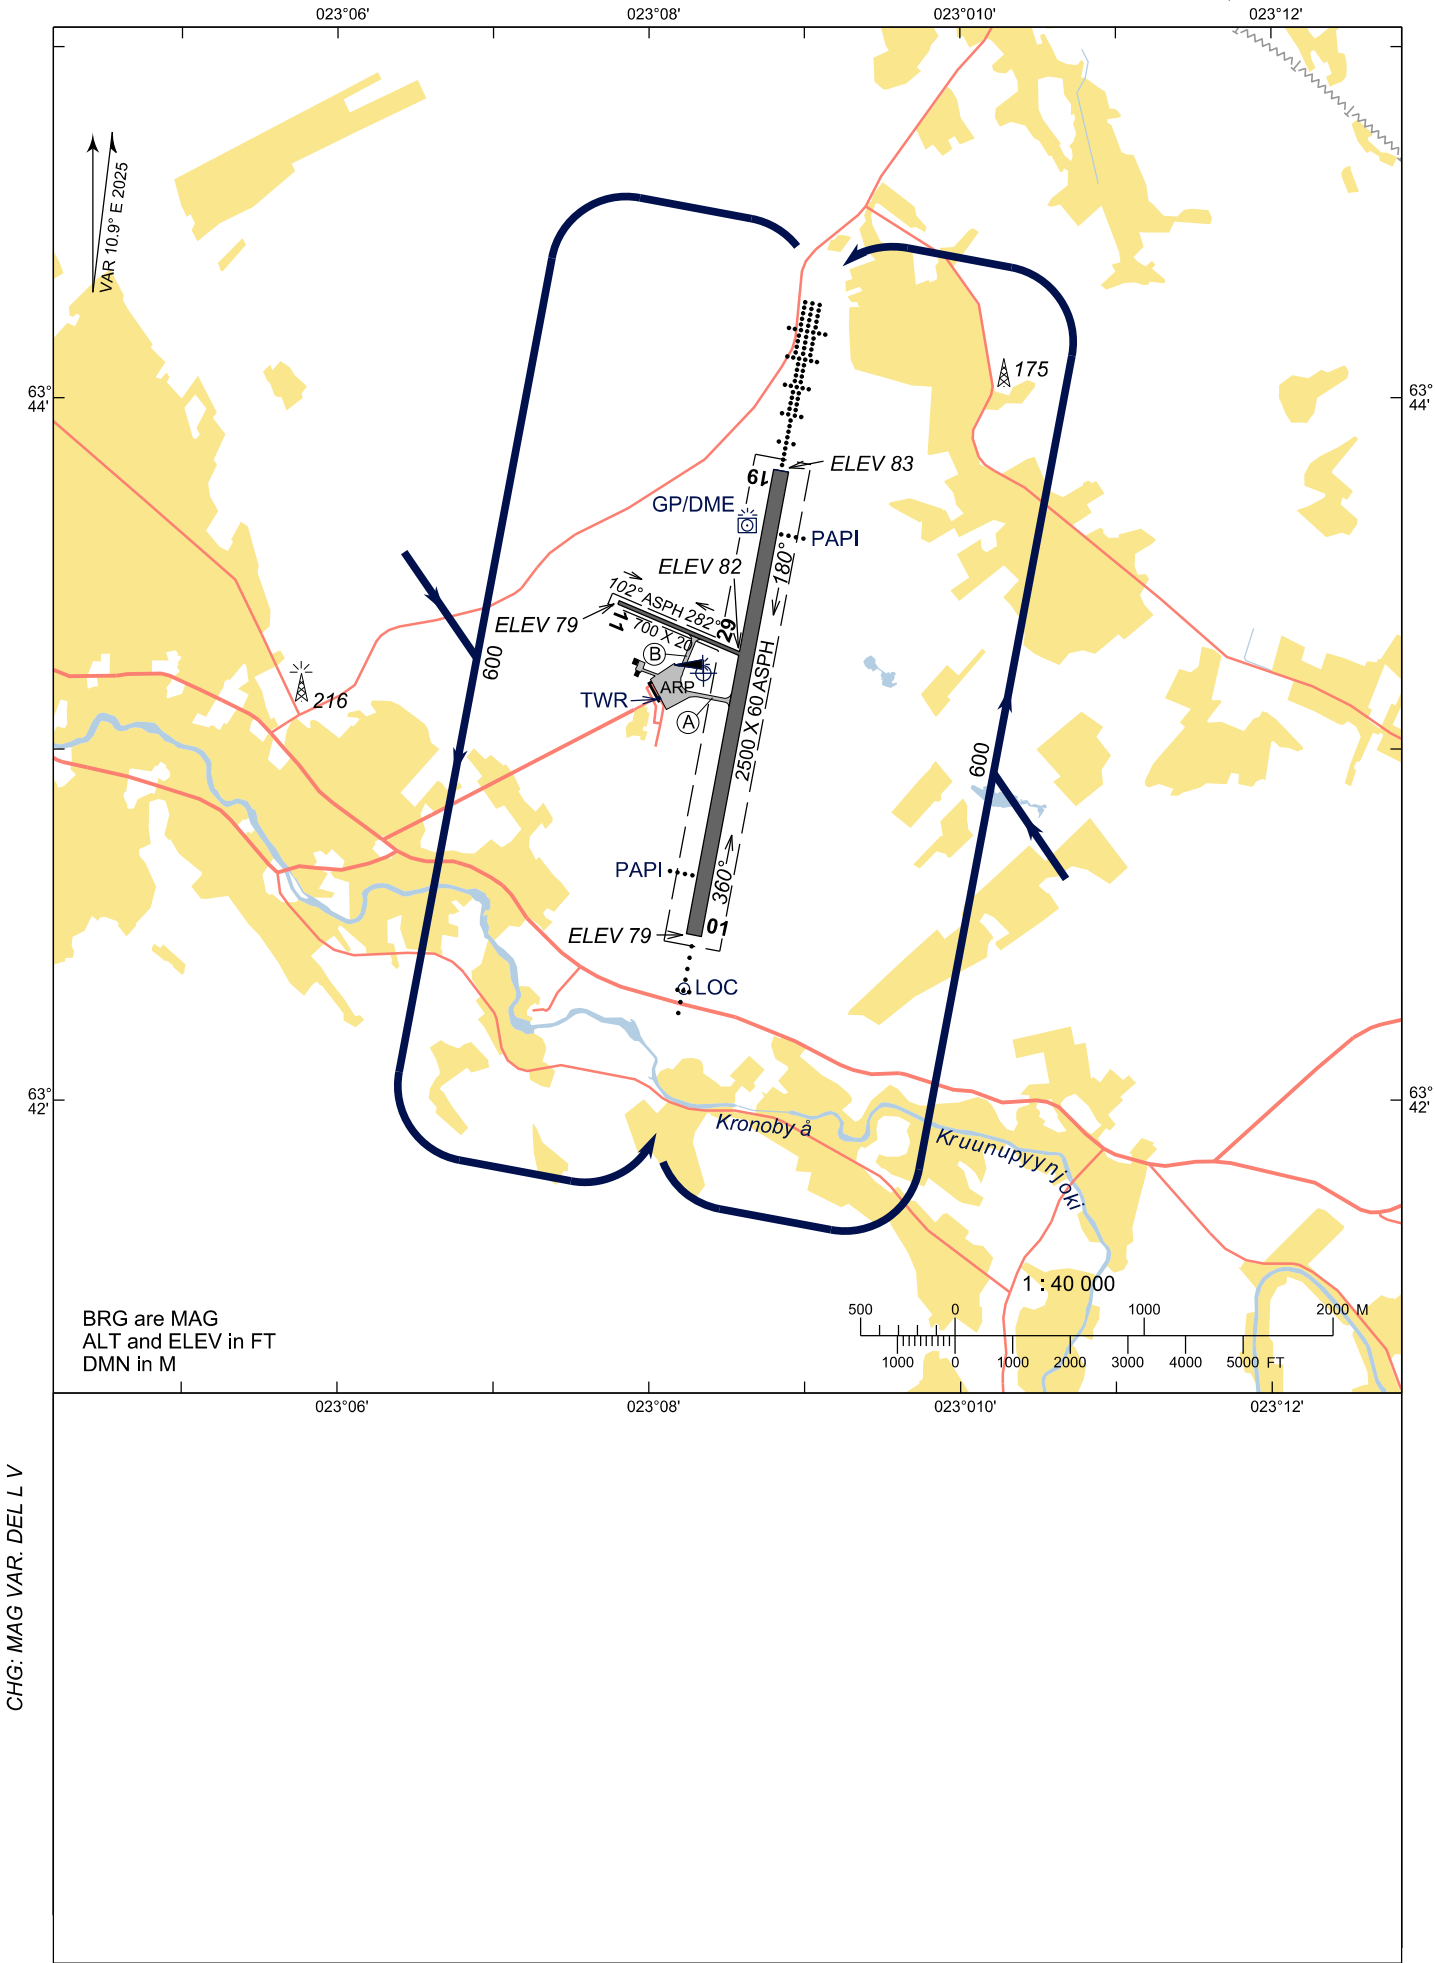 023°06' 023°08' 023°010' 023°12'
VAR 10.9° E 2025
63° 44'
63° 44'
175
19
ELEV 83
GP/DME
PAPI
180°
ELEV 82
102° ASPH 282°
700 X 20
ELEV 79
11
29
600
B
ARP
TWR
A
216
2500 X 60 ASPH
600
PAPI
360°
ELEV 79
01
LOC
63° 42'
63° 42'
Kronoby å
Kruunupyynjoki
1 : 40 000
500 0 1000 2000 M
1000 0 1000 2000 3000 4000 5000 FT
BRG are MAG
ALT and ELEV in FT
DMN in M
023°06' 023°08' 023°010' 023°12'
CHG: MAG VAR. DEL L V